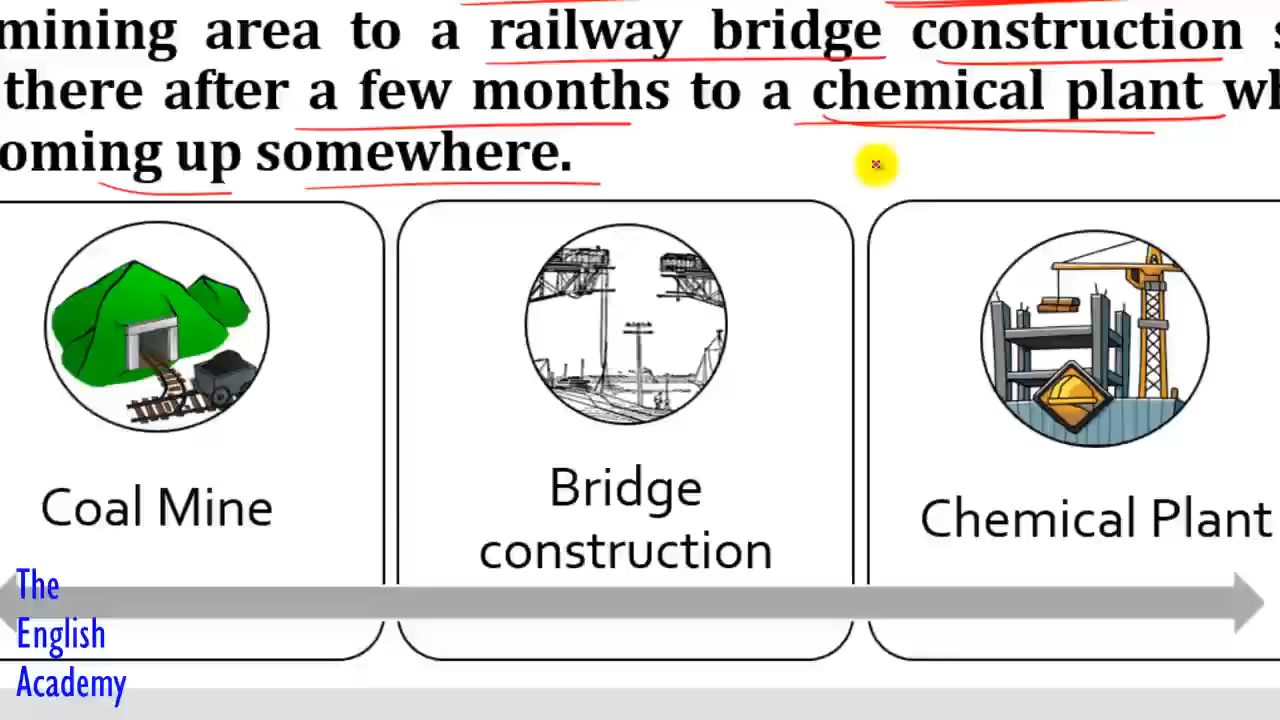 mining area to a railway bridge construction
there after a few months to a chemical plant
oming up somewhere.
Coal Mine
Bridge
construction
Chemical Plant
The
English
Academy